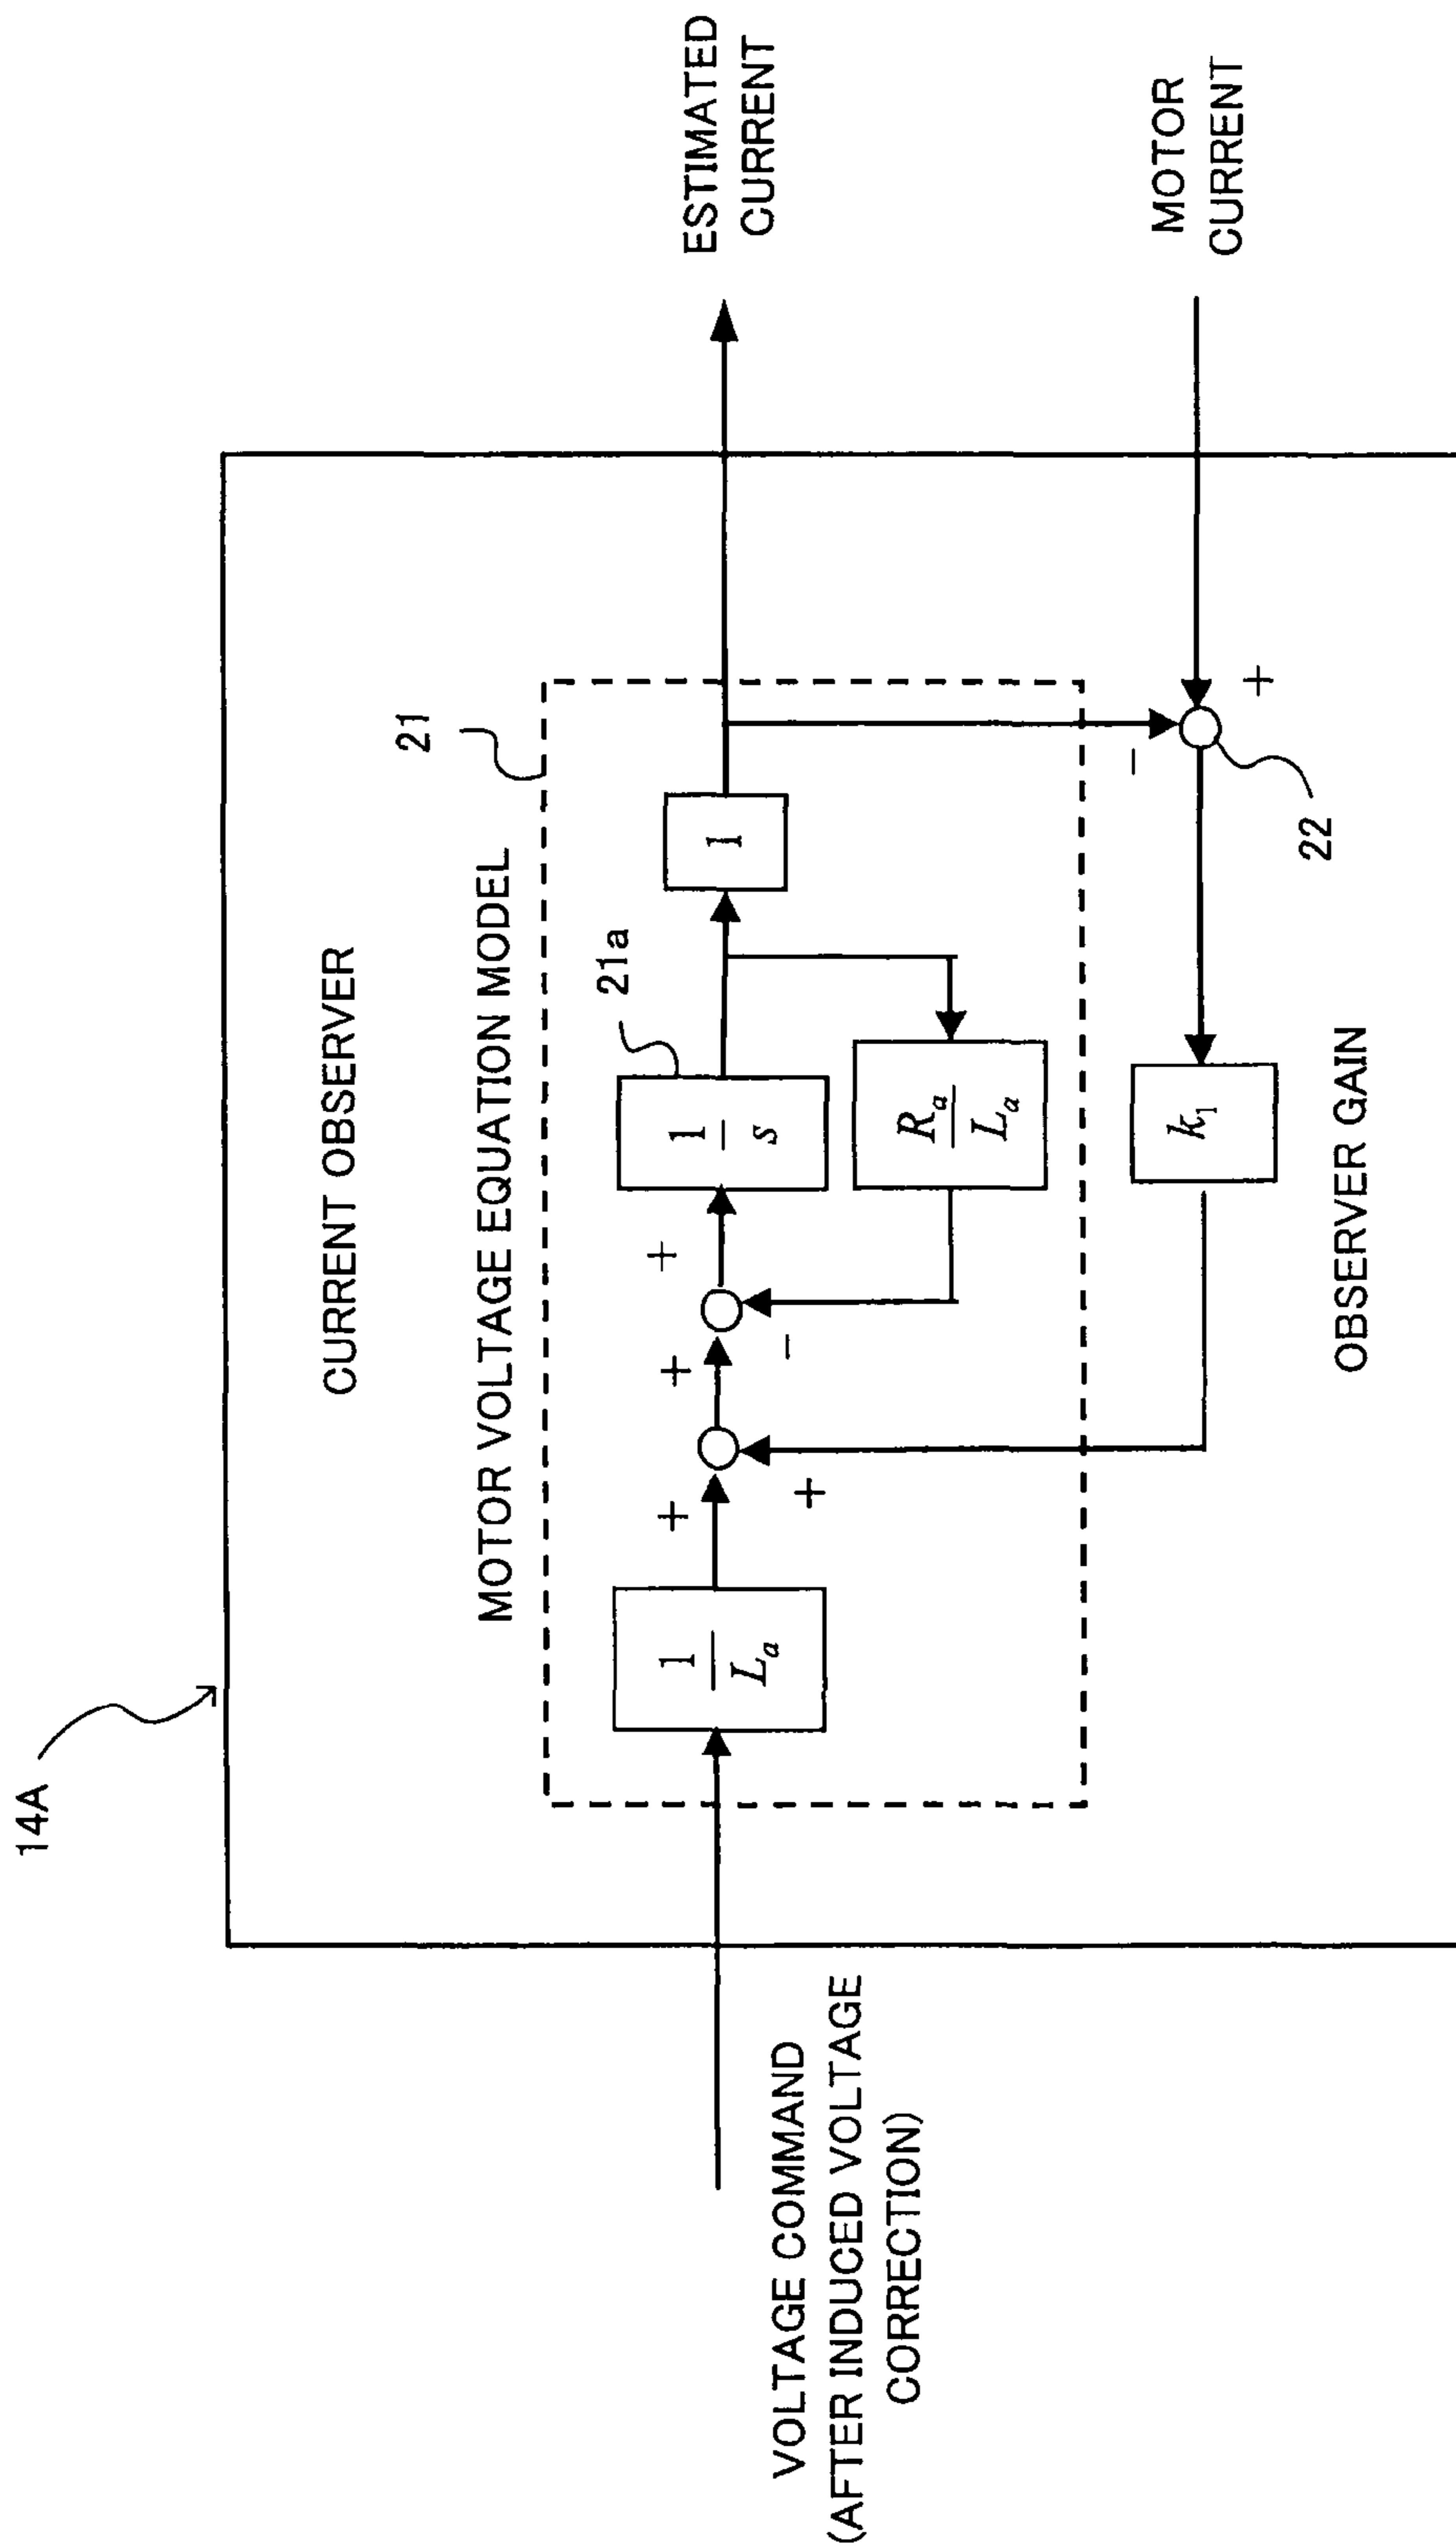 14A
CURRENT OBSERVER
MOTOR VOLTAGE EQUATION MODEL
21
VOLTAGE COMMAND
(AFTER INDUCED VOLTAGE
CORRECTION)
1
L_a
+
+
+
-
+
1
s
21a
1
R_a
L_a
ESTIMATED
CURRENT
k_1
OBSERVER GAIN
-
+
22
MOTOR
CURRENT